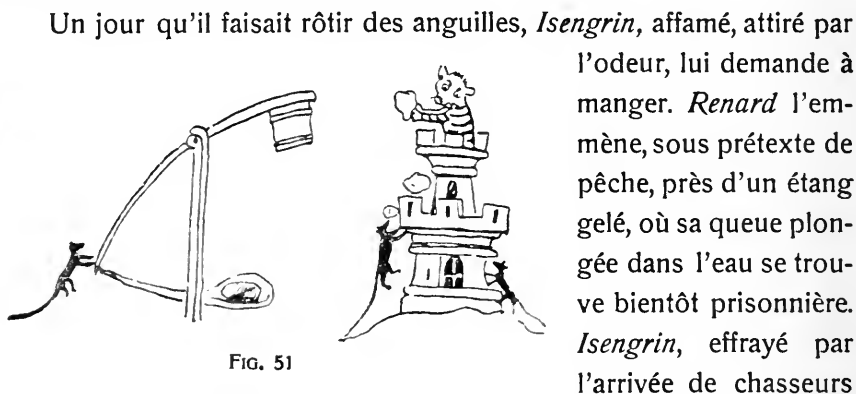 Un jour qu'il faisait rôtir des anguilles, Isengrin, affamé, attiré par
l'odeur, lui demande à
manger. Renard l'em-
mène, sous prétexte de
pêche, près d'un étang
gelé, où sa queue plon-
gée dans l'eau se trou-
ve bientôt prisonnière.
Isengrin, effrayé par
l'arrivée de chasseurs
FIG. 51